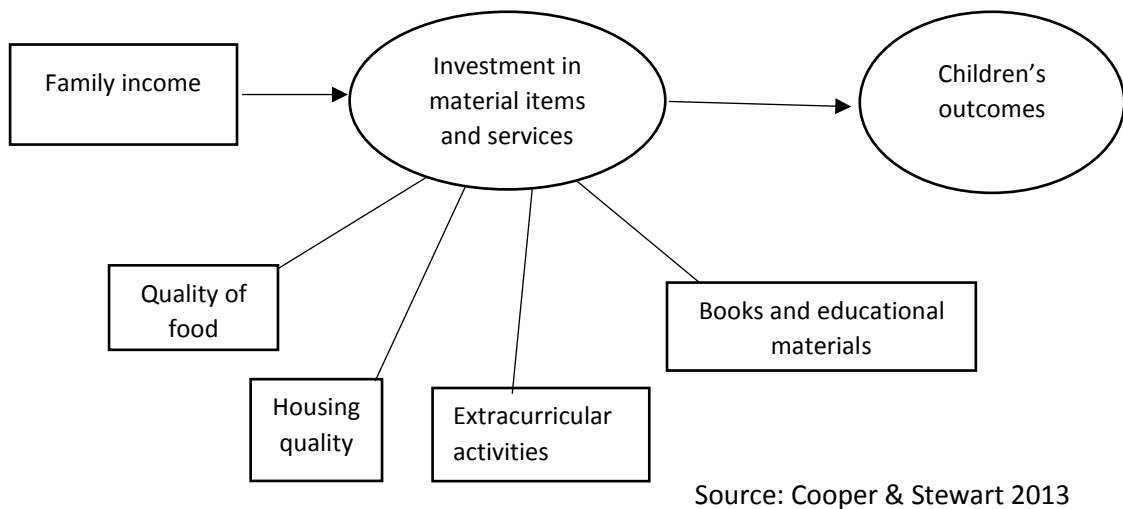 Family income
Investment in
material items
and services
Children’s
outcomes
Quality of
food
Housing
quality
Extracurricular
activities
Books and educational
materials
Source: Cooper & Stewart 2013